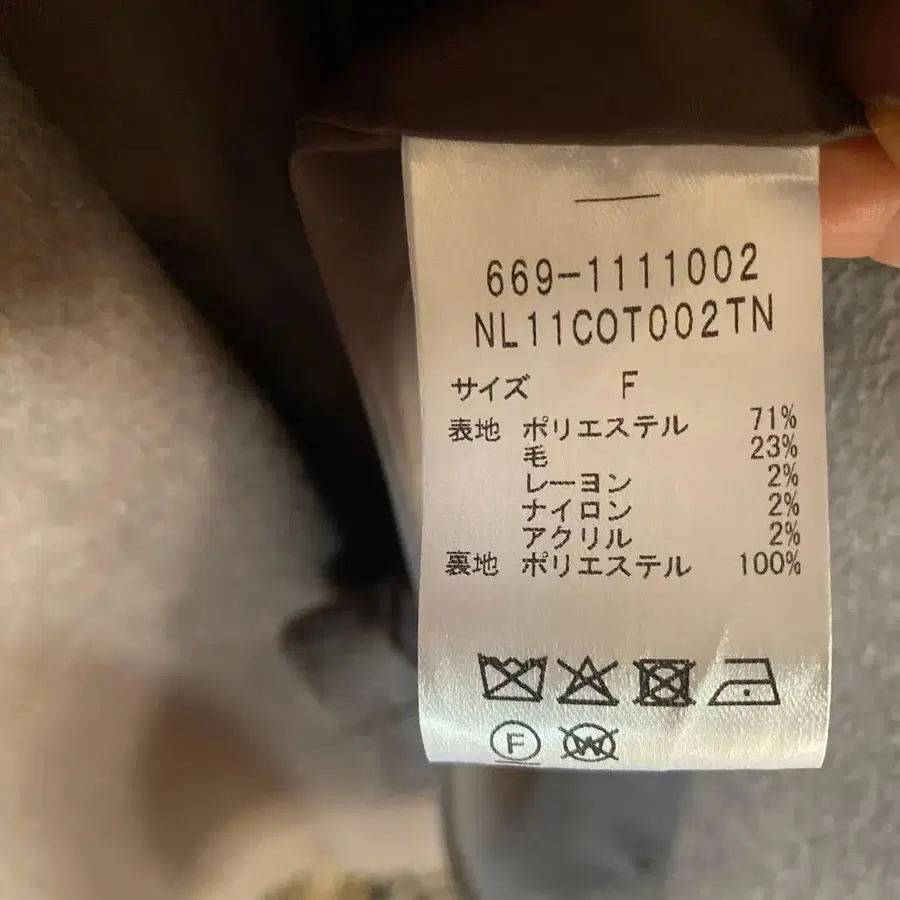 669-1111002
NL11COT002TN
サイズ F
表地 ポリエステル 71%
毛 23%
レーヨン 2%
ナイロン 2%
アクリル 2%
裏地 ポリエステル 100%
F W